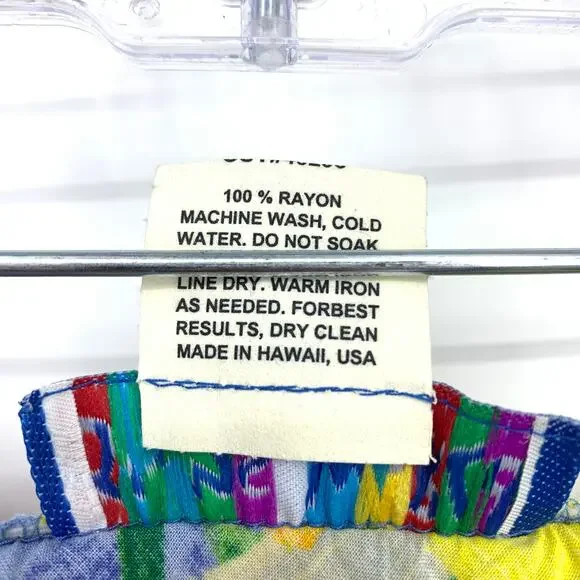 100 % RAYON
MACHINE WASH, COLD
WATER. DO NOT SOAK
LINE DRY. WARM IRON
AS NEEDED. FORBEST
RESULTS, DRY CLEAN
MADE IN HAWAII, USA